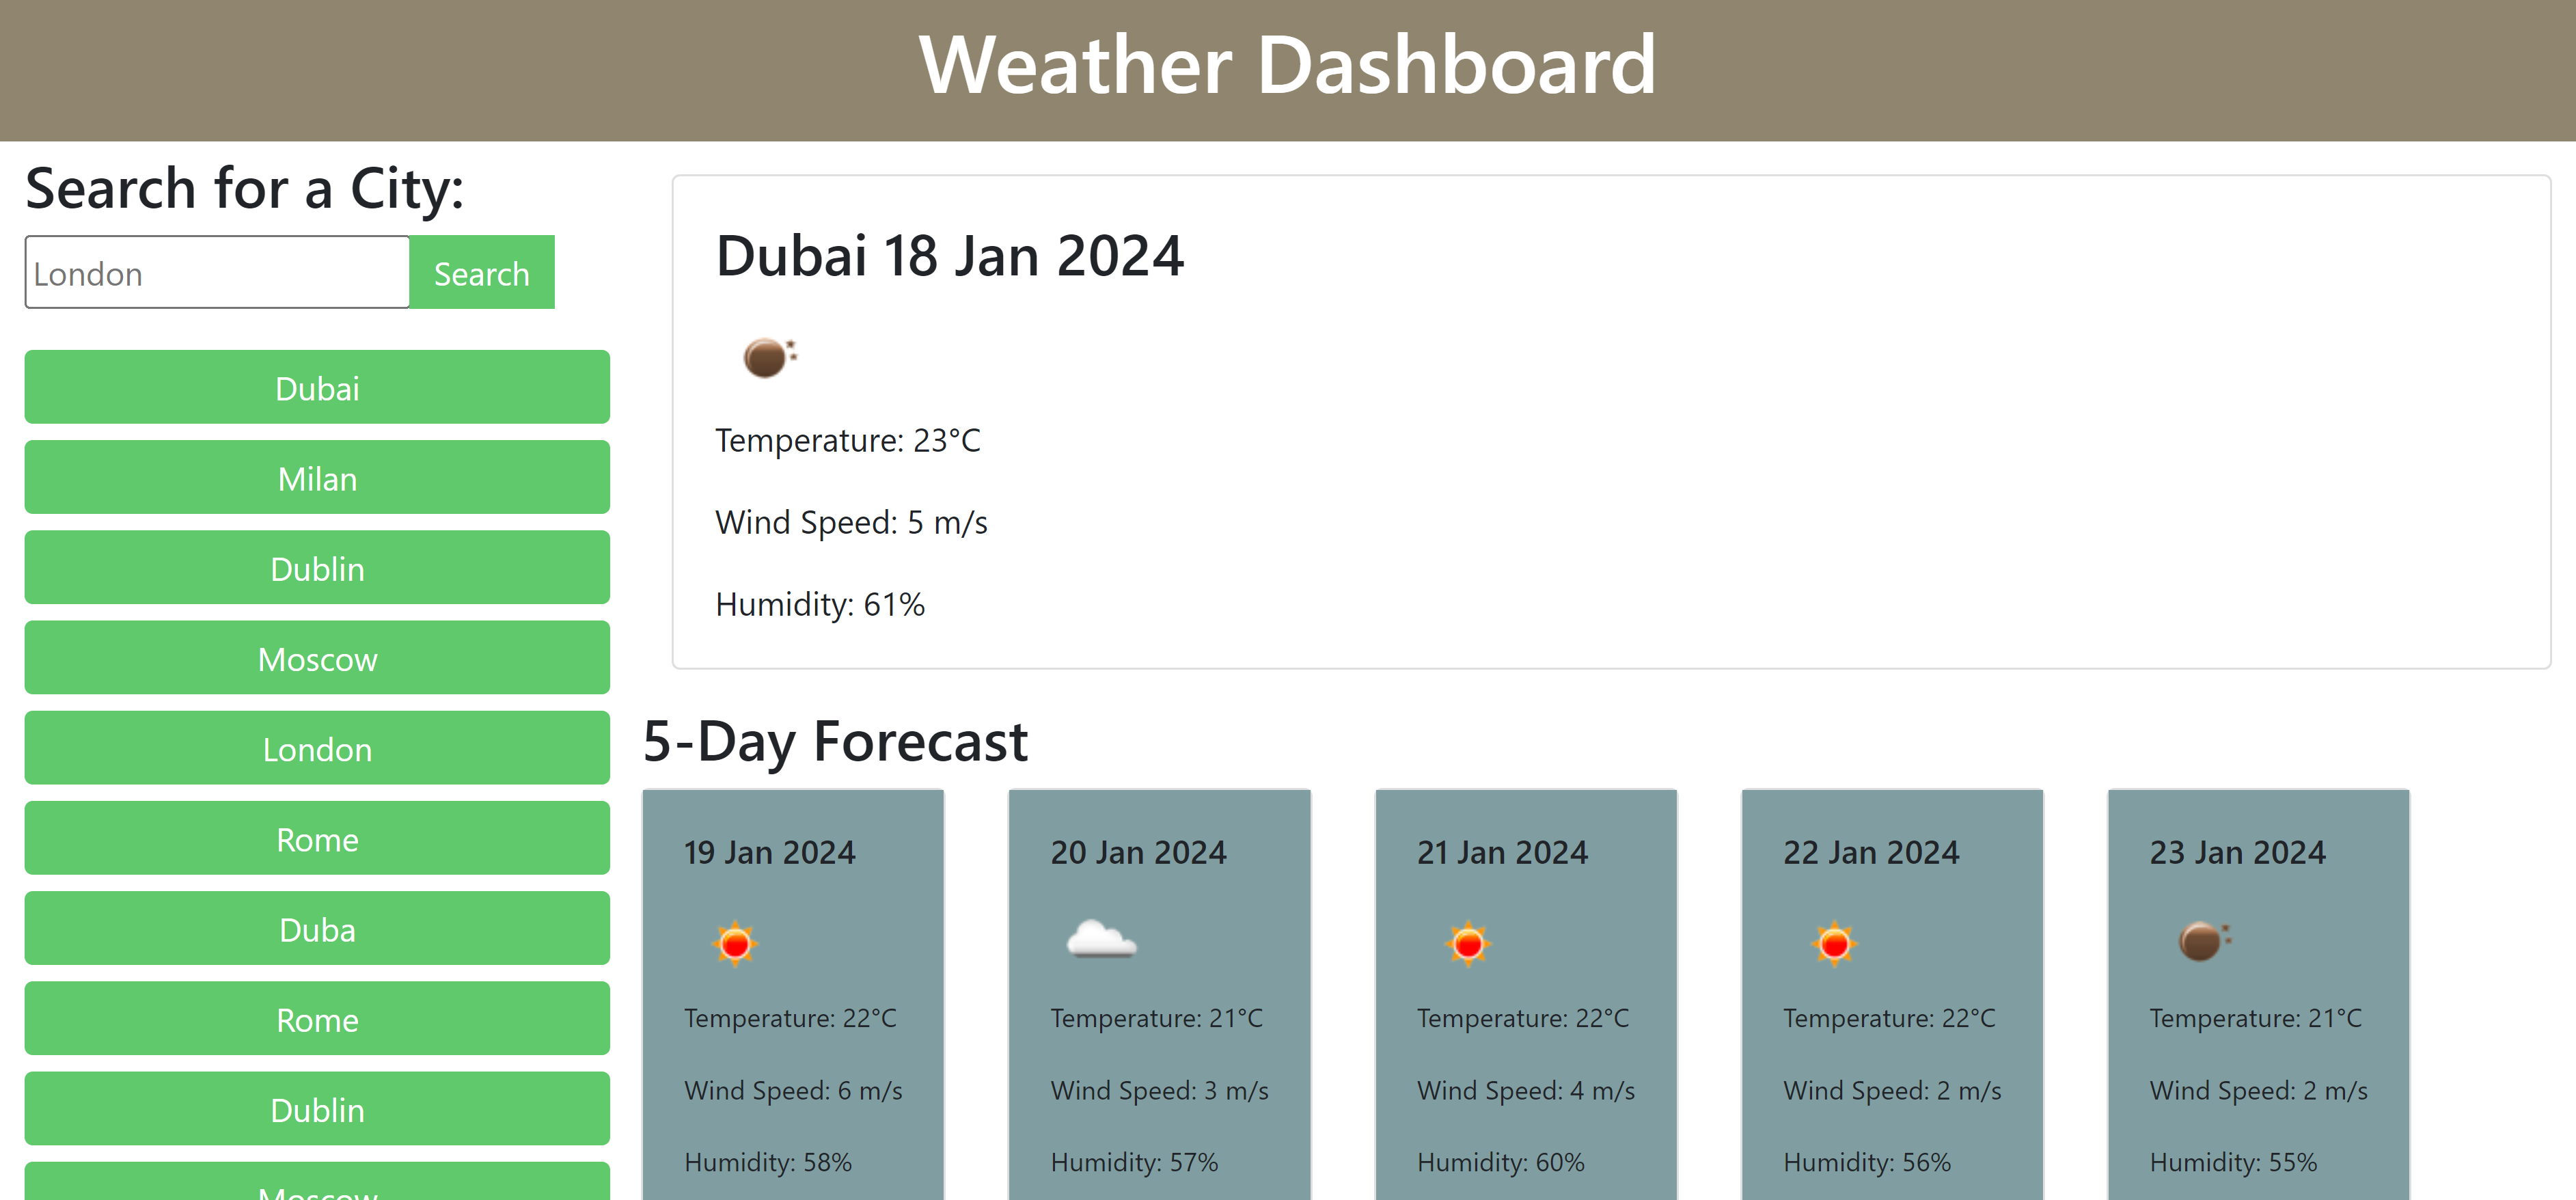 Weather Dashboard
Search for a City:
London
Search
Dubai
Milan
Dublin
Moscow
London
Rome
Duba
Rome
Dublin
Moscow
Dubai 18 Jan 2024
Temperature: 23°C
Wind Speed: 5 m/s
Humidity: 61%
5-Day Forecast
19 Jan 2024
Temperature: 22°C
Wind Speed: 6 m/s
Humidity: 58%
20 Jan 2024
Temperature: 21°C
Wind Speed: 3 m/s
Humidity: 57%
21 Jan 2024
Temperature: 22°C
Wind Speed: 4 m/s
Humidity: 60%
22 Jan 2024
Temperature: 22°C
Wind Speed: 2 m/s
Humidity: 56%
23 Jan 2024
Temperature: 21°C
Wind Speed: 2 m/s
Humidity: 55%